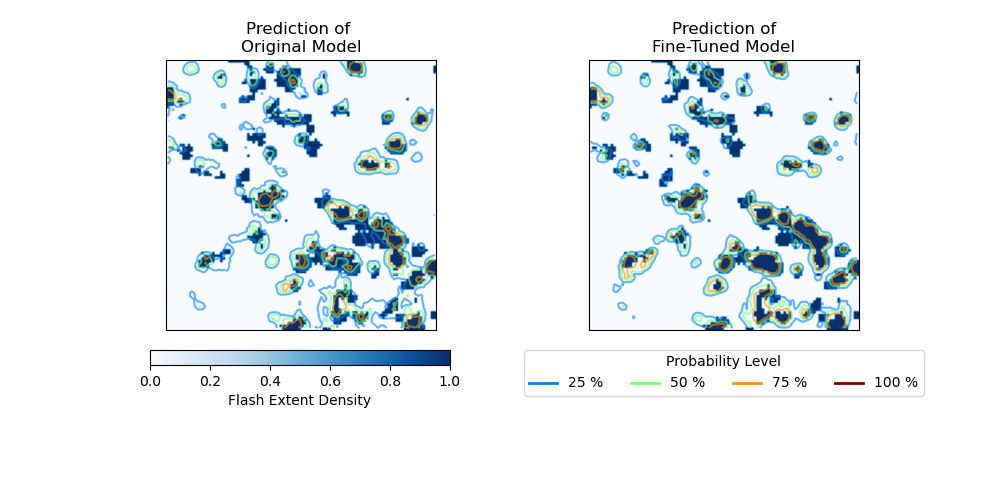 Prediction of
Original Model
Prediction of
Fine-Tuned Model
0.0 0.2 0.4 0.6 0.8 1.0
Flash Extent Density
Probability Level
25 % 50 % 75 % 100 %